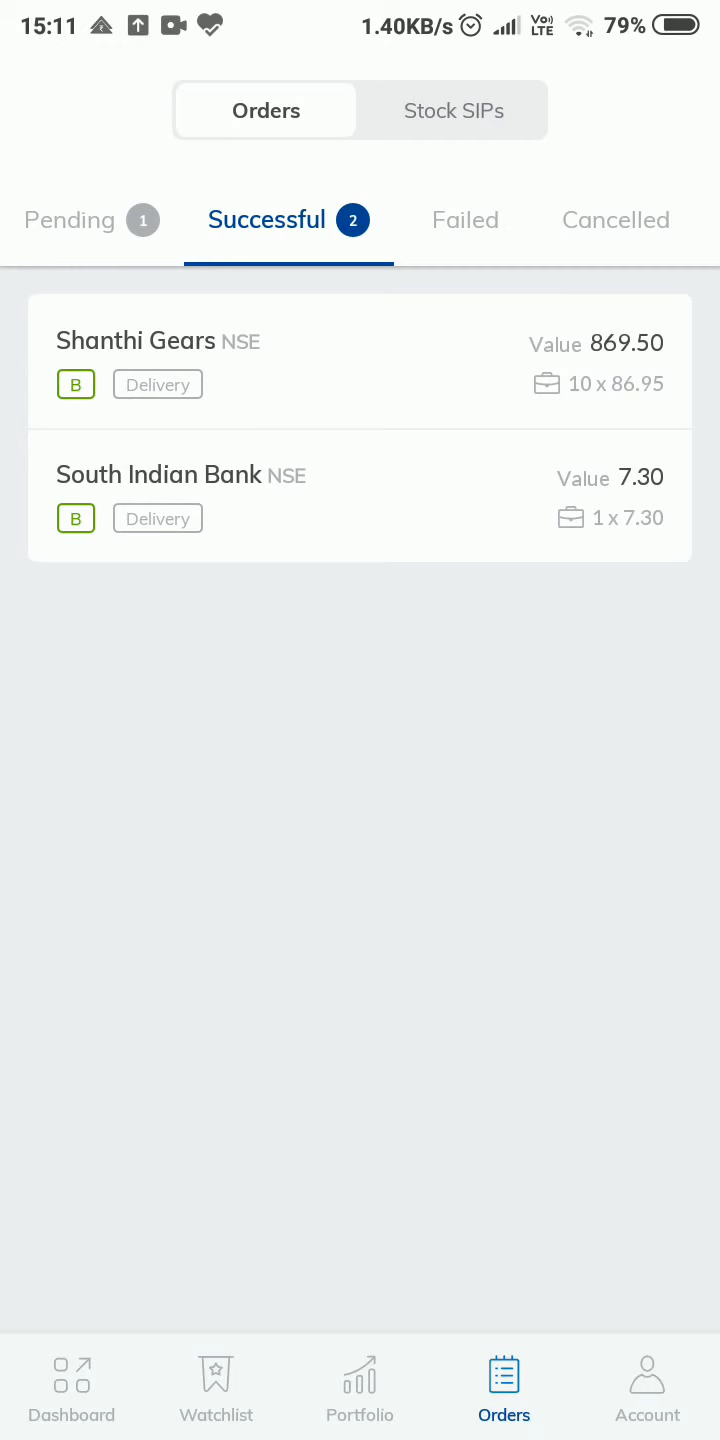 15:11 1.40KB/s Vo) LTE 79%
Orders Stock SIPs
Pending 1 Successful 2 Failed Cancelled
Shanthi Gears NSE Value 869.50
B Delivery 10 x 86.95
South Indian Bank NSE Value 7.30
B Delivery 1 x 7.30
Dashboard Watchlist Portfolio Orders Account